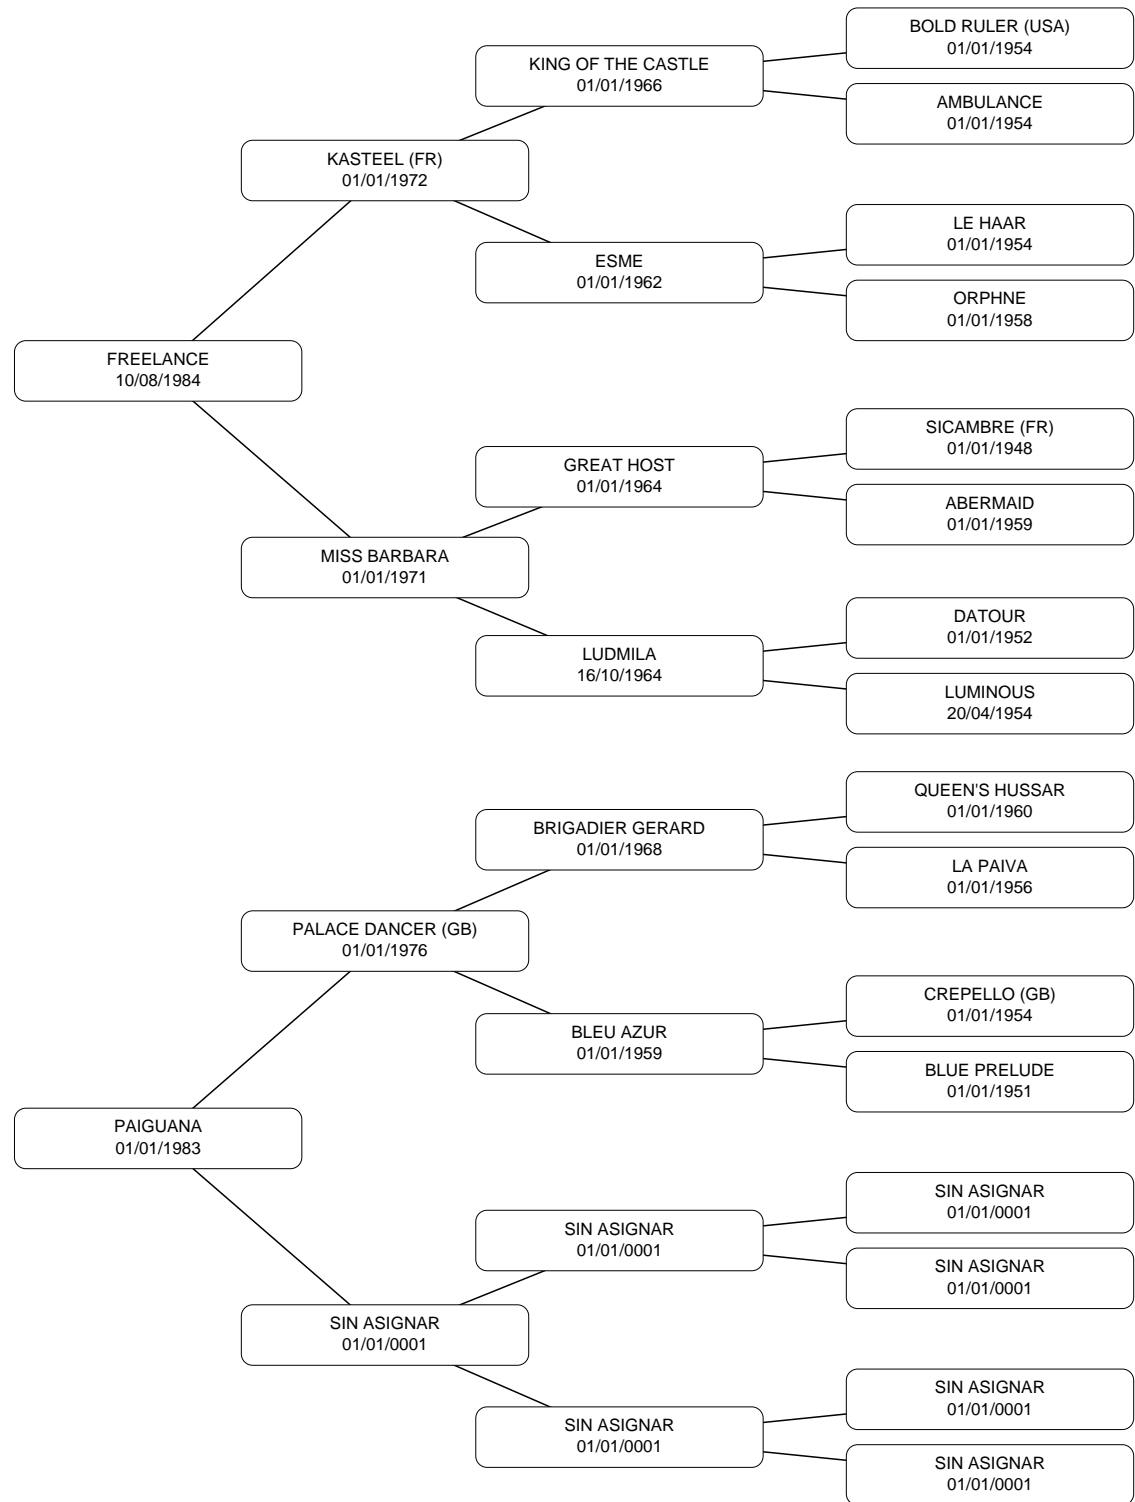 BOLD RULER (USA)
01/01/1954
KING OF THE CASTLE
01/01/1966
AMBULANCE
01/01/1954
KASTEEL (FR)
01/01/1972
LE HAAR
01/01/1954
ESME
01/01/1962
ORPHNE
01/01/1958
FREELANCE
10/08/1984
SICAMBRE (FR)
01/01/1948
GREAT HOST
01/01/1964
ABERMAID
01/01/1959
MISS BARBARA
01/01/1971
DATOUR
01/01/1952
LUDMILA
16/10/1964
LUMINOUS
20/04/1954
QUEEN'S HUSSAR
01/01/1960
BRIGADIER GERARD
01/01/1968
LA PAIVA
01/01/1956
PALACE DANCER (GB)
01/01/1976
CREPELLO (GB)
01/01/1954
BLEU AZUR
01/01/1959
BLUE PRELUDE
01/01/1951
PAIGUANA
01/01/1983
SIN ASIGNAR
01/01/0001
SIN ASIGNAR
01/01/0001
SIN ASIGNAR
01/01/0001
SIN ASIGNAR
01/01/0001
SIN ASIGNAR
01/01/0001
SIN ASIGNAR
01/01/0001
SIN ASIGNAR
01/01/0001